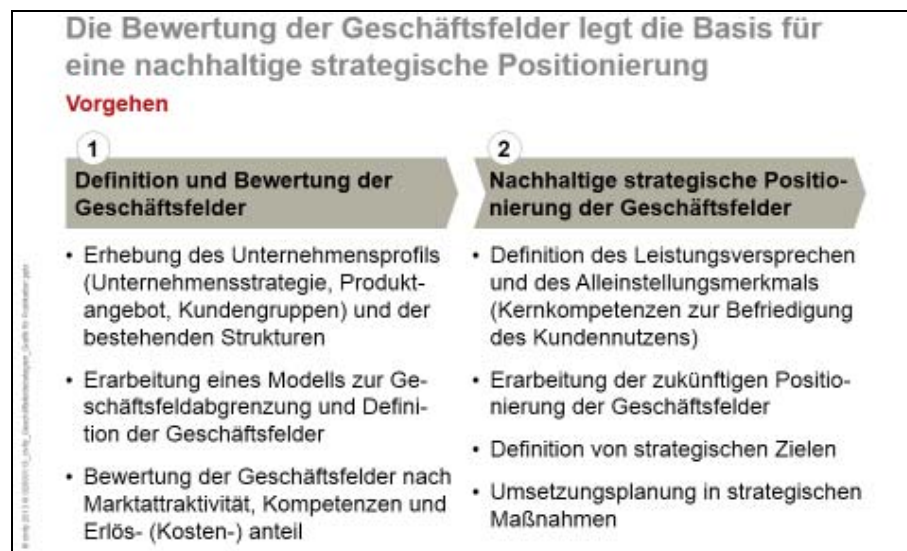 Die Bewertung der Geschäftsfelder legt die Basis für
eine nachhaltige strategische Positionierung
Vorgehen
1
Definition und Bewertung der
Geschäftsfelder
• Erhebung des Unternehmensprofils
(Unternehmensstrategie, Produkt-
angebot, Kundengruppen) und der
bestehenden Strukturen
• Erarbeitung eines Modells zur Ge-
schäftsfeldabgrenzung und Defini-
tion der Geschäftsfelder
• Bewertung der Geschäftsfelder nach
Marktattraktivität, Kompetenzen und
Erlös- (Kosten-) anteil
2
Nachhaltige strategische Positio-
nierung der Geschäftsfelder
• Definition des Leistungsversprechen
und des Alleinstellungsmerkmals
(Kernkompetenzen zur Befriedigung
des Kundennutzens)
• Erarbeitung der zukünftigen Positio-
nierung der Geschäftsfelder
• Definition von strategischen Zielen
• Umsetzungsplanung in strategischen
Maßnahmen